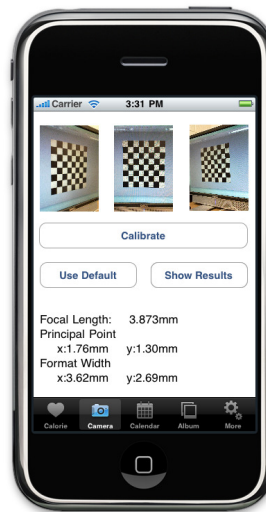 Carrier 3:31 PM
Calibrate
Use Default Show Results
Focal Length: 3.873mm
Principal Point
x:1.76mm y:1.30mm
Format Width
x:3.62mm y:2.69mm
Calorie Camera Calendar Album More